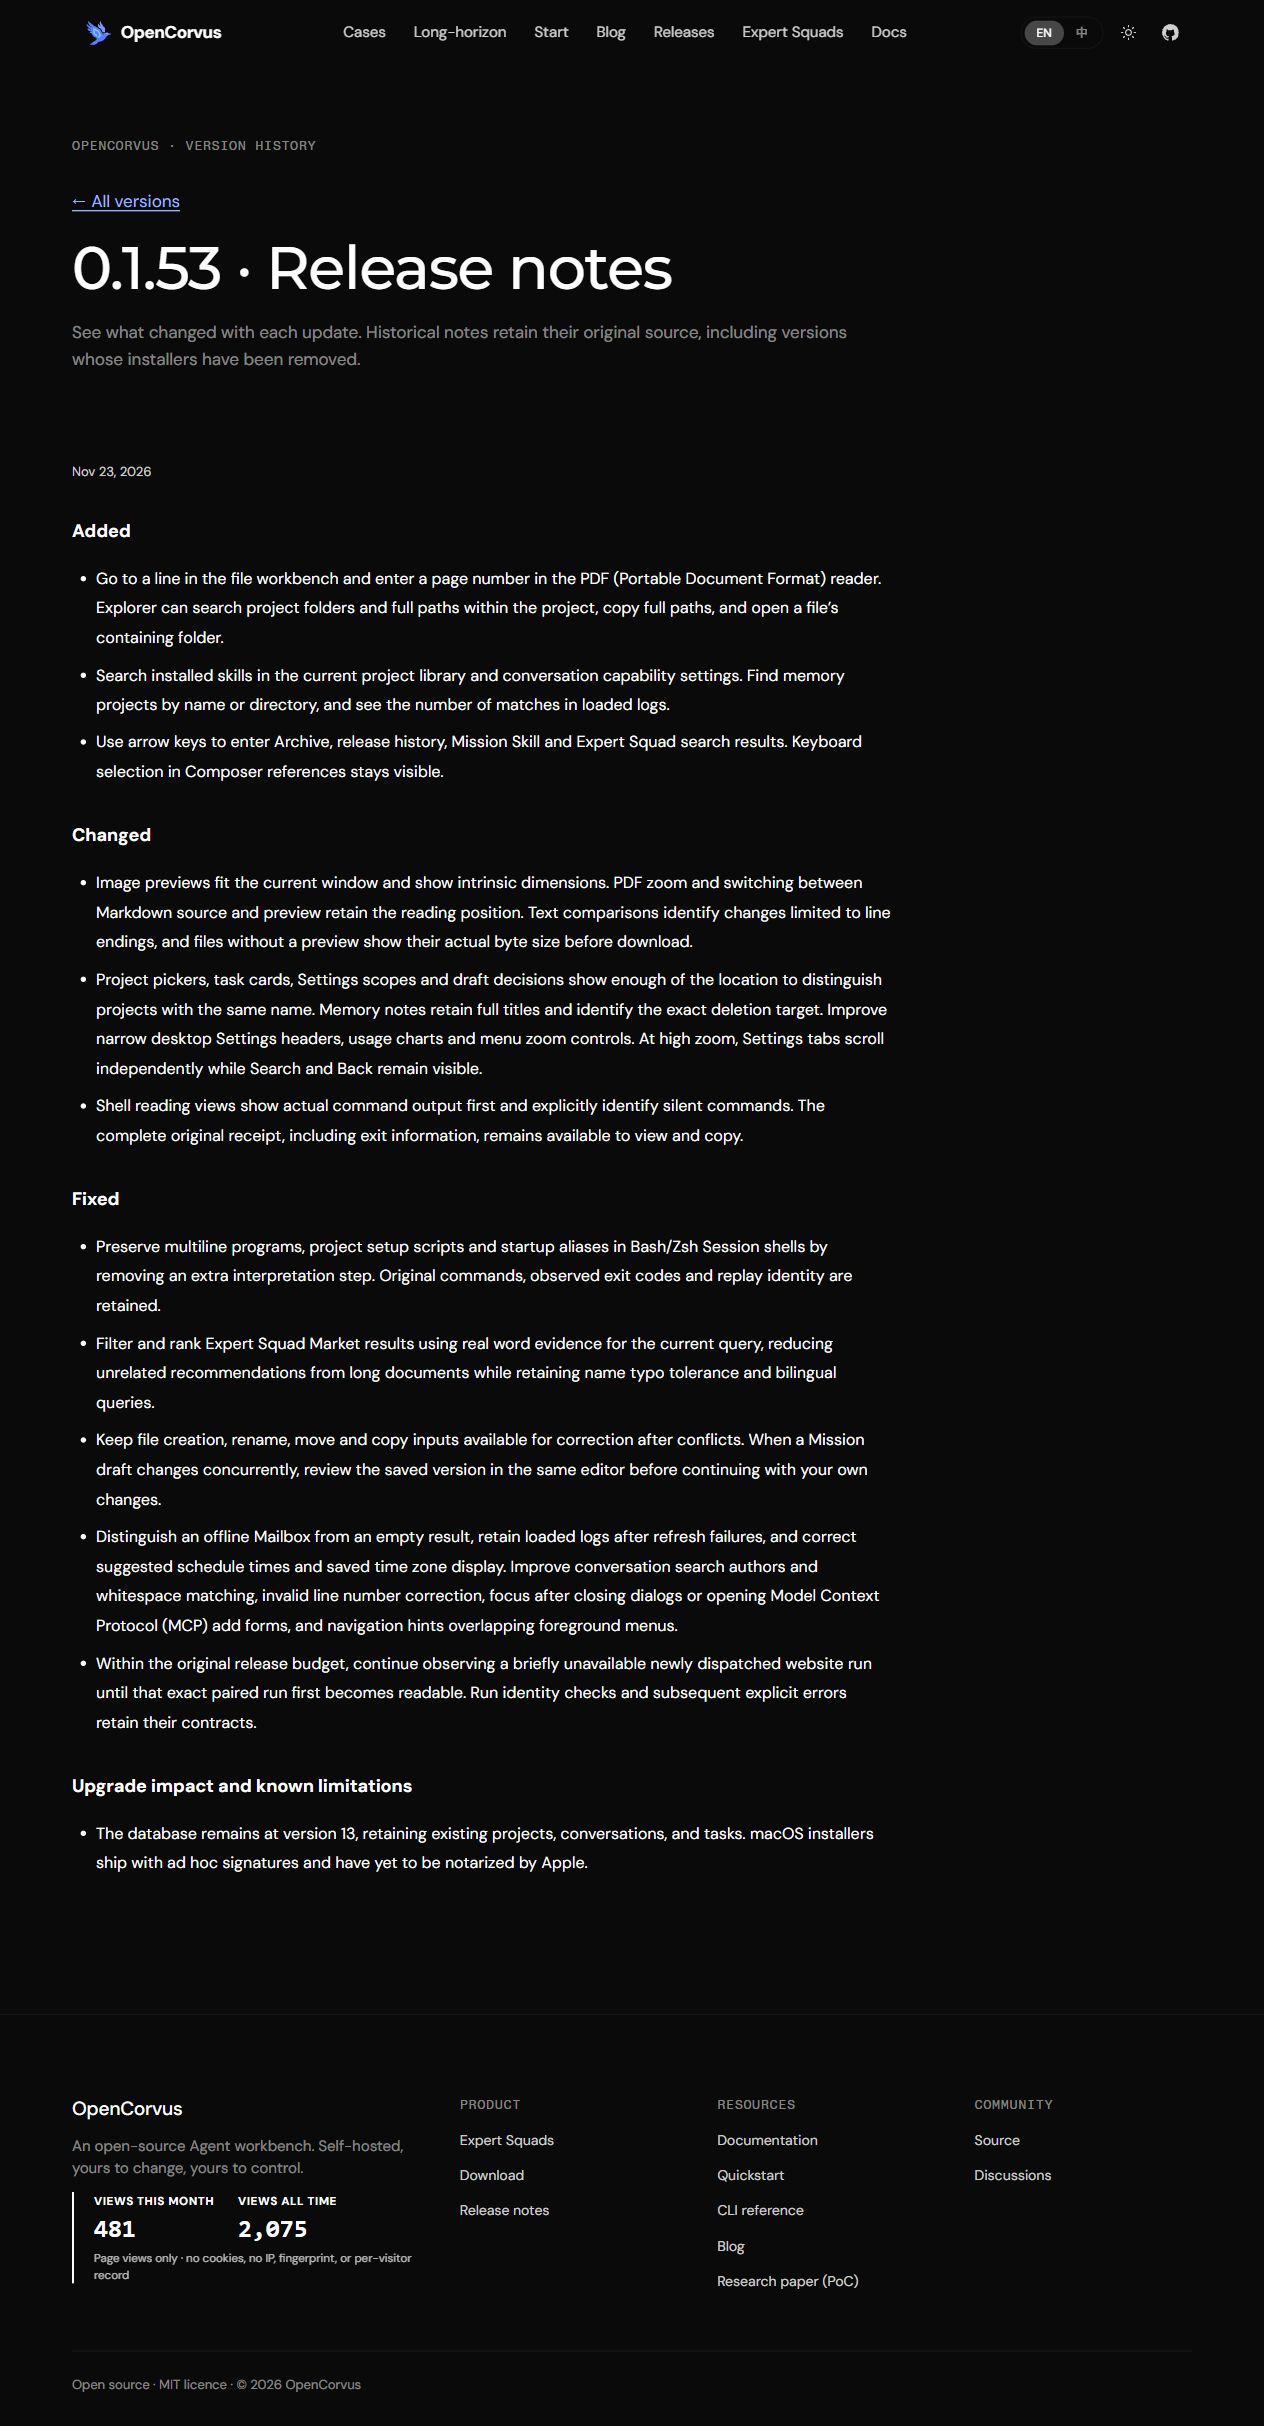 OpenCorvus
Cases
Long-horizon
Start
Blog
Releases
Expert Squads
Docs
EN
中
OPENCORVUS · VERSION HISTORY
← All versions
0.1.53 · Release notes
See what changed with each update. Historical notes retain their original source, including versions
whose installers have been removed.
Nov 23, 2026
Added
• Go to a line in the file workbench and enter a page number in the PDF (Portable Document Format) reader.
Explorer can search project folders and full paths within the project, copy full paths, and open a file’s
containing folder.
• Search installed skills in the current project library and conversation capability settings. Find memory
projects by name or directory, and see the number of matches in loaded logs.
• Use arrow keys to enter Archive, release history, Mission Skill and Expert Squad search results. Keyboard
selection in Composer references stays visible.
Changed
• Image previews fit the current window and show intrinsic dimensions. PDF zoom and switching between
Markdown source and preview retain the reading position. Text comparisons identify changes limited to line
endings, and files without a preview show their actual byte size before download.
• Project pickers, task cards, Settings scopes and draft decisions show enough of the location to distinguish
projects with the same name. Memory notes retain full titles and identify the exact deletion target. Improve
narrow desktop Settings headers, usage charts and menu zoom controls. At high zoom, Settings tabs scroll
independently while Search and Back remain visible.
• Shell reading views show actual command output first and explicitly identify silent commands. The
complete original receipt, including exit information, remains available to view and copy.
Fixed
• Preserve multiline programs, project setup scripts and startup aliases in Bash/Zsh Session shells by
removing an extra interpretation step. Original commands, observed exit codes and replay identity are
retained.
• Filter and rank Expert Squad Market results using real word evidence for the current query, reducing
unrelated recommendations from long documents while retaining name typo tolerance and bilingual
queries.
• Keep file creation, rename, move and copy inputs available for correction after conflicts. When a Mission
draft changes concurrently, review the saved version in the same editor before continuing with your own
changes.
• Distinguish an offline Mailbox from an empty result, retain loaded logs after refresh failures, and correct
suggested schedule times and saved time zone display. Improve conversation search authors and
whitespace matching, invalid line number correction, focus after closing dialogs or opening Model Context
Protocol (MCP) add forms, and navigation hints overlapping foreground menus.
• Within the original release budget, continue observing a briefly unavailable newly dispatched website run
until that exact paired run first becomes readable. Run identity checks and subsequent explicit errors
retain their contracts.
Upgrade impact and known limitations
• The database remains at version 13, retaining existing projects, conversations, and tasks. macOS installers
ship with ad hoc signatures and have yet to be notarized by Apple.
OpenCorvus
An open-source Agent workbench. Self-hosted,
yours to change, yours to control.
VIEWS THIS MONTH
481
VIEWS ALL TIME
2,075
Page views only · no cookies, no IP, fingerprint, or per-visitor
record
PRODUCT
Expert Squads
Download
Release notes
RESOURCES
Documentation
Quickstart
CLI reference
Blog
Research paper (PoC)
COMMUNITY
Source
Discussions
Open source · MIT licence · © 2026 OpenCorvus